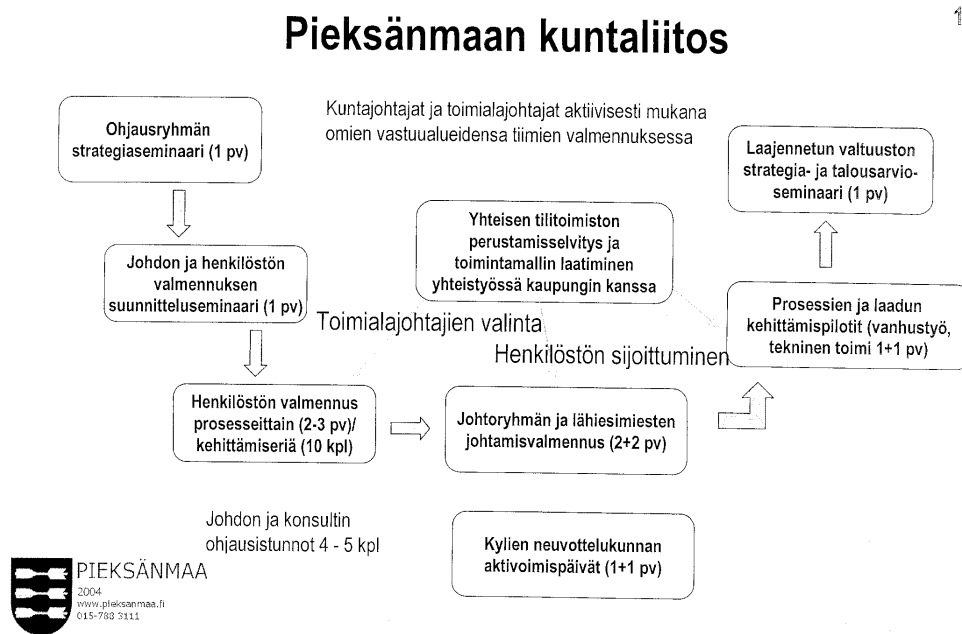 1
Pieksänmaan kuntaliitos
Kuntajohtajat ja toimialajohtajat aktiivisesti mukana
omien vastuualueidensa tiimien valmennuksessa
Ohjausryhmän
strategiaseminaari (1 pv)
Laajennetun valtuuston
strategia- ja talousarvio-
seminaari (1 pv)
Yhteisen tilitoimiston
perustamisselvitys ja
toimintamallin laatiminen
yhteistyössä kaupungin kanssa
Johdon ja henkilöstön
valmennuksen
suunnitteluseminaari (1 pv)
Prosessien ja laadun
kehittämispilotit (vanhustyö,
tekninen toimi 1+1 pv)
Toimialajohtajien valinta
Henkilöstön sijoittuminen
Henkilöstön valmennus
prosesseittain (2-3 pv)/
kehittämiseriä (10 kpl)
Johtoryhmän ja lähiesimiesten
johtamisvalmennus (2+2 pv)
Johdon ja konsultin
ohjausistunnot 4 - 5 kpl
Kylien neuvottelukunnan
aktivoimispäivät (1+1 pv)
PIEKSÄNMAA
2004
www.pieksanmaa.fi
015-788 3111